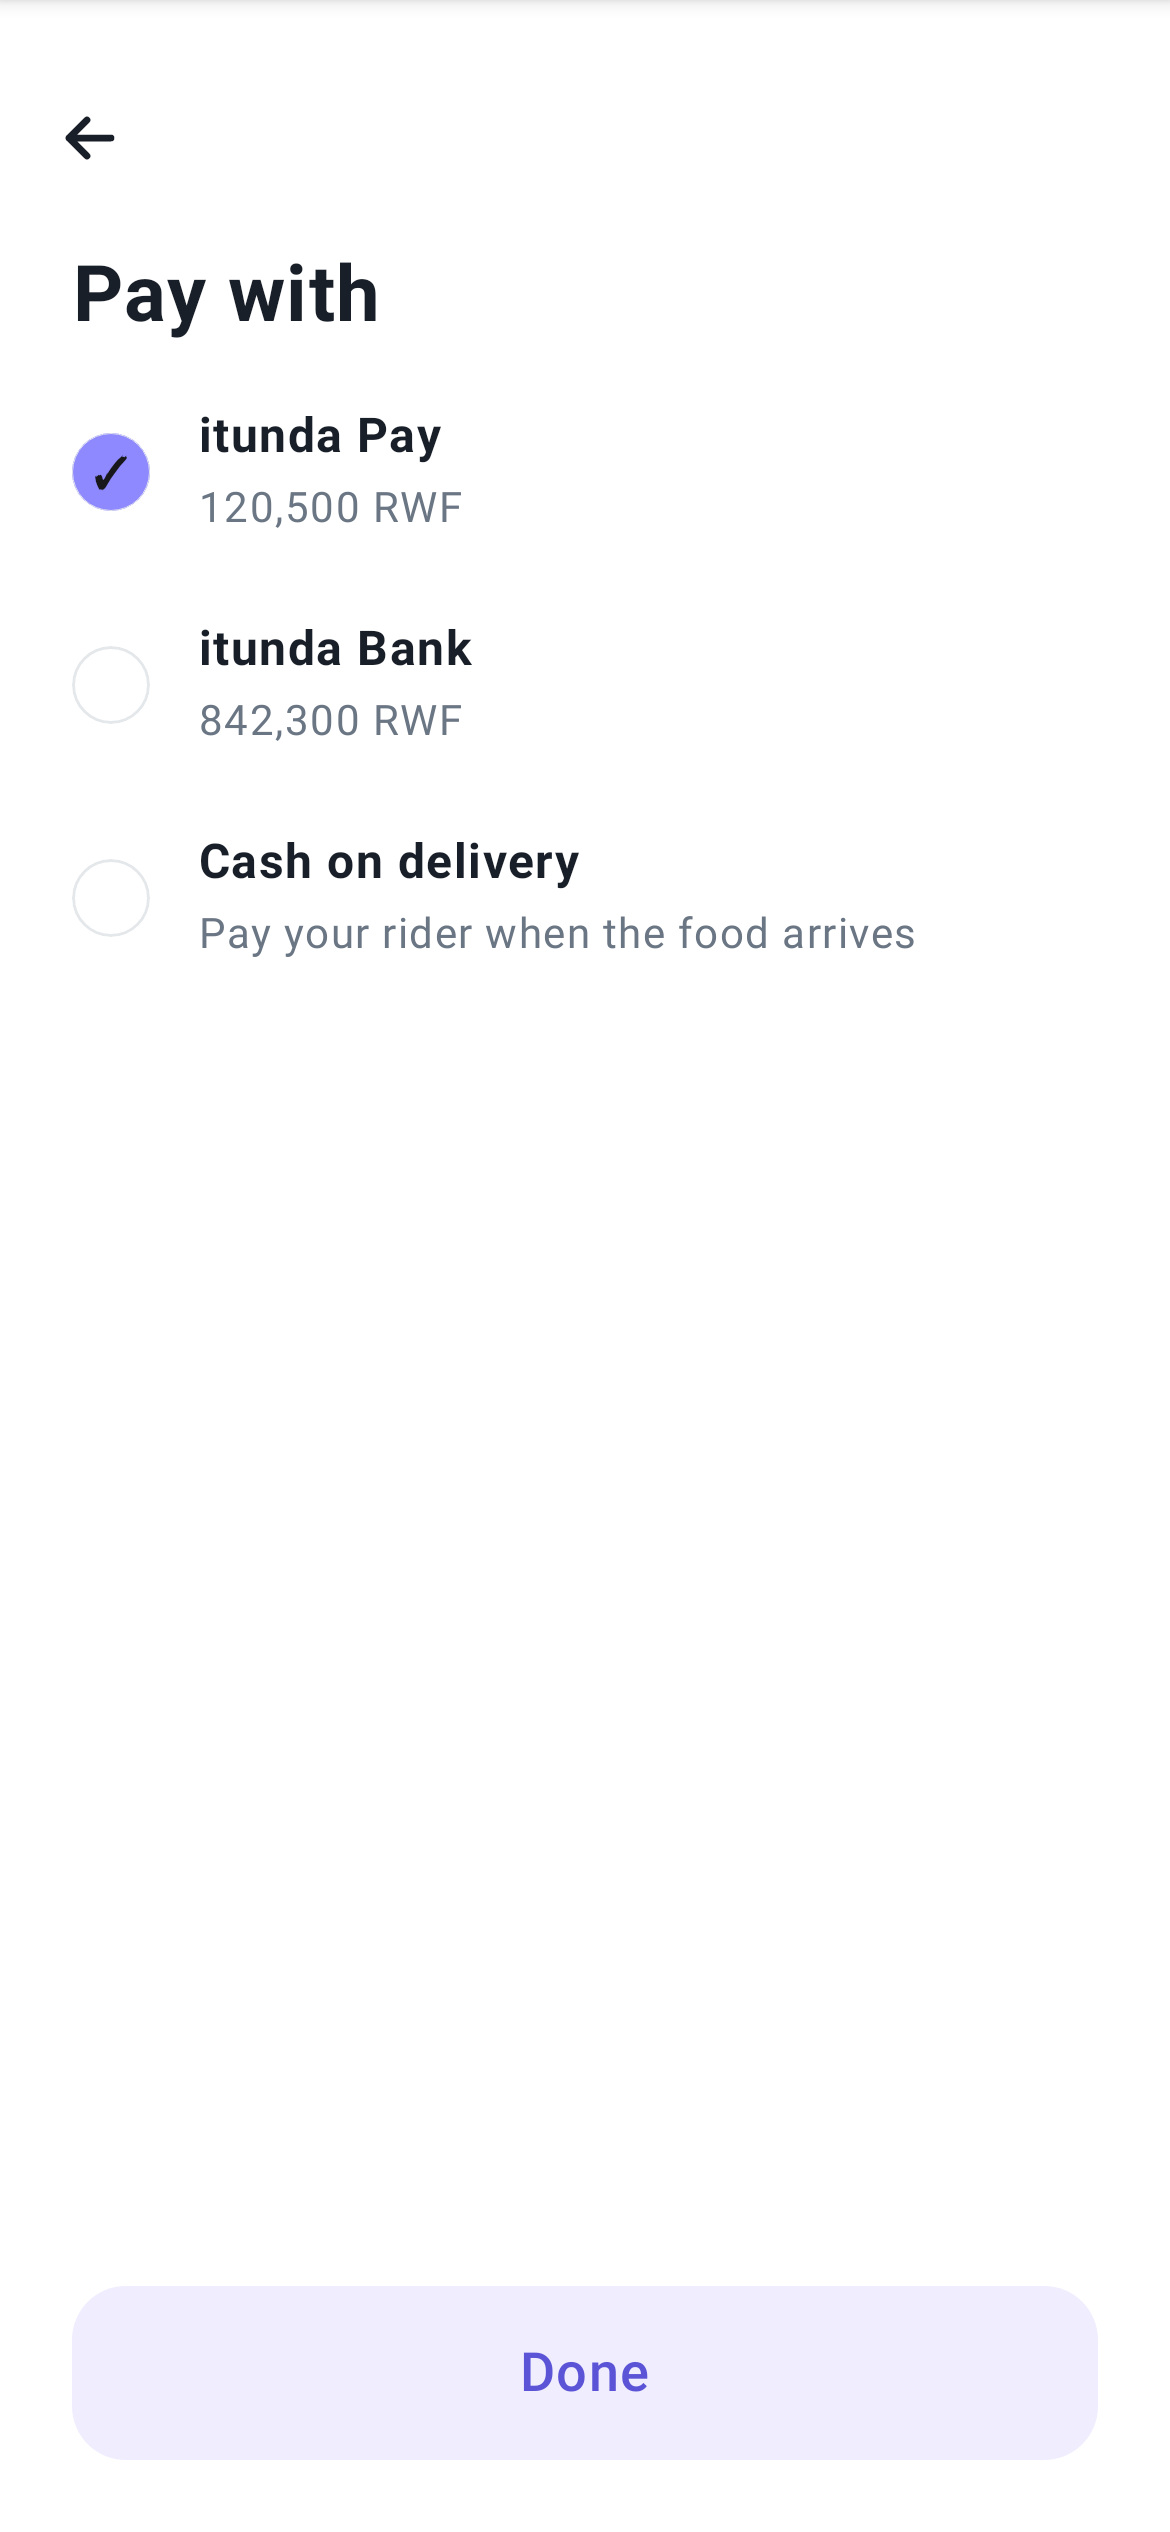 Pay with
✓
itunda Pay
120,500 RWF
itunda Bank
842,300 RWF
Cash on delivery
Pay your rider when the food arrives
Done